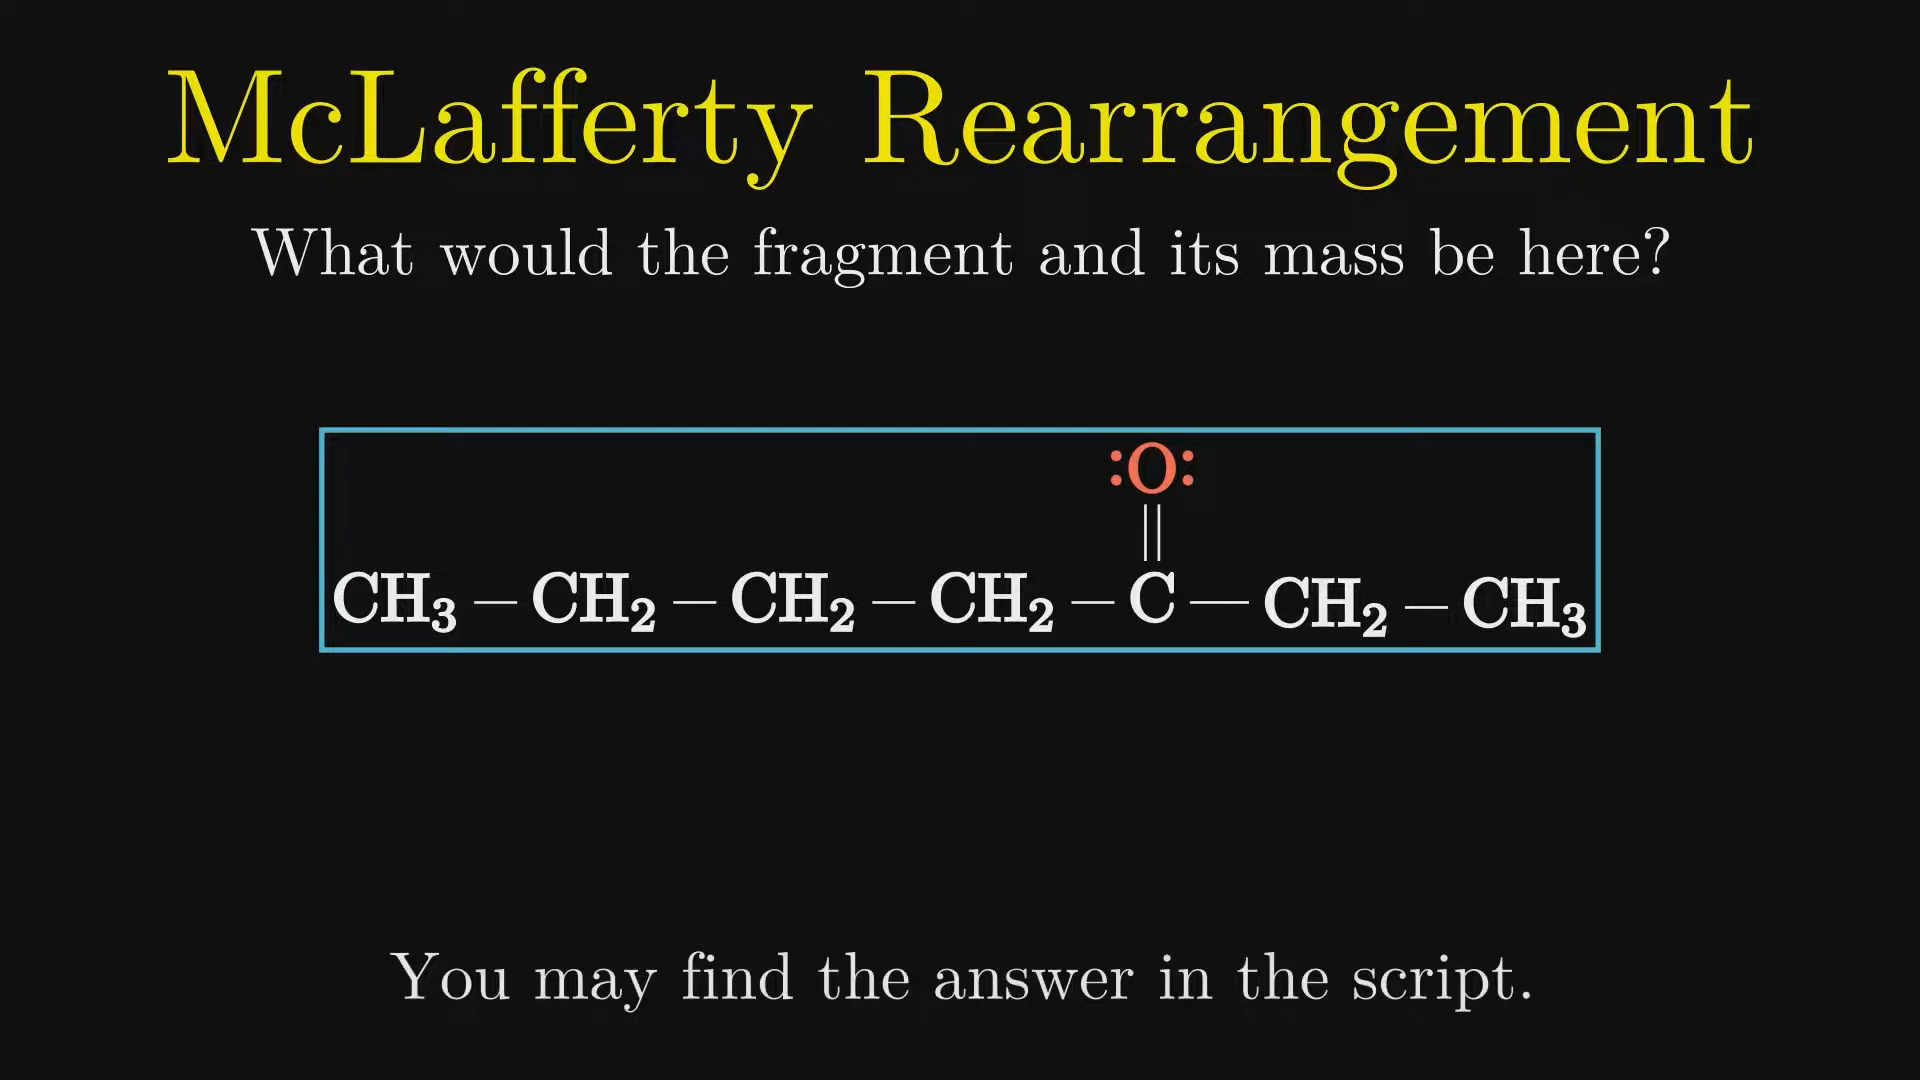 McLafferty Rearrangement
What would the fragment and its mass be here?
:O:
CH₃ — CH₂ — CH₂ — CH₂ — C — CH₂ — CH₃
You may find the answer in the script.